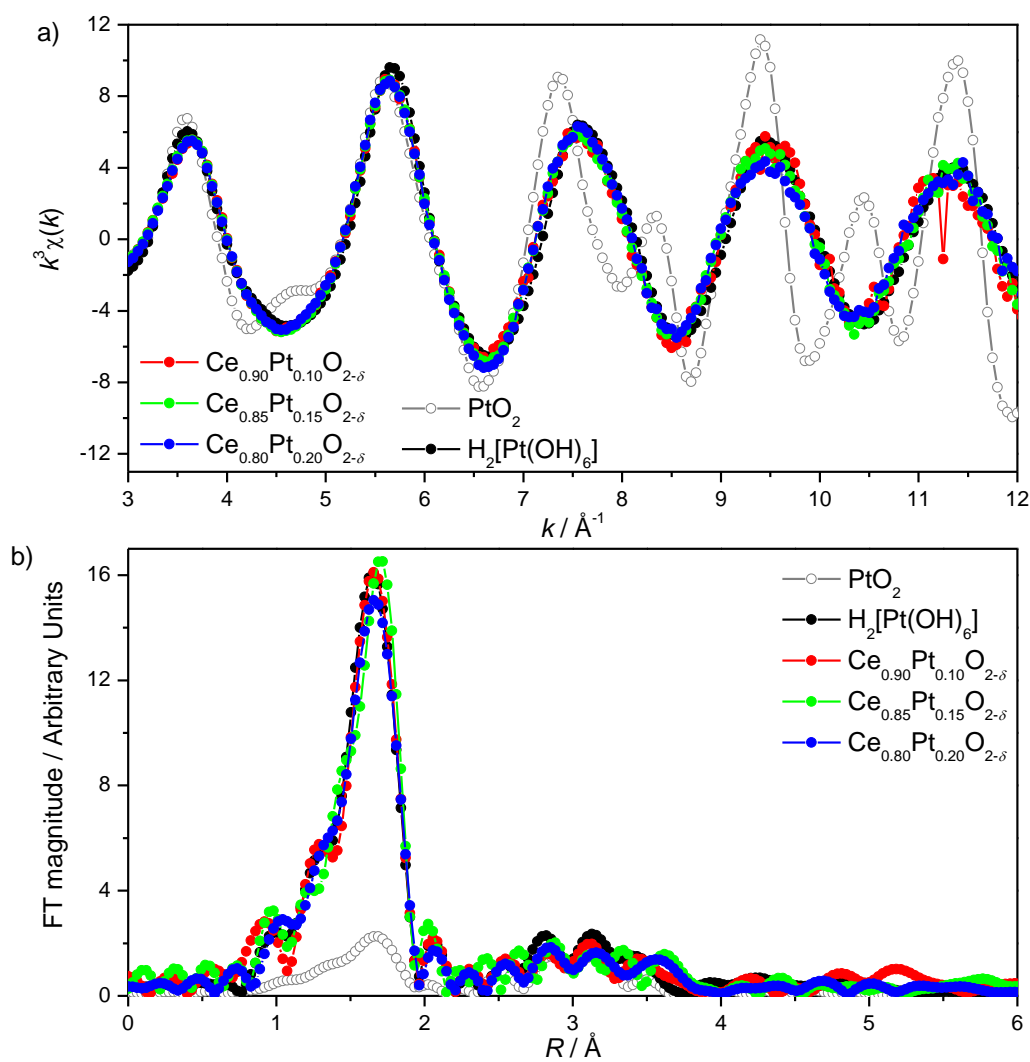 a)
12
8
4
0
-4
-8
-12
k³χ(k)
Ce₀.₉₀Pt₀.₁₀O₂₋δ
Ce₀.₈₅Pt₀.₁₅O₂₋δ
Ce₀.₈₀Pt₀.₂₀O₂₋δ
PtO₂
H₂[Pt(OH)₆]
3 4 5 6 7 8 9 10 11 12
k / Å⁻¹
b)
16
12
8
4
0
FT magnitude / Arbitrary Units
PtO₂
H₂[Pt(OH)₆]
Ce₀.₉₀Pt₀.₁₀O₂₋δ
Ce₀.₈₅Pt₀.₁₅O₂₋δ
Ce₀.₈₀Pt₀.₂₀O₂₋δ
0 1 2 3 4 5 6
R / Å